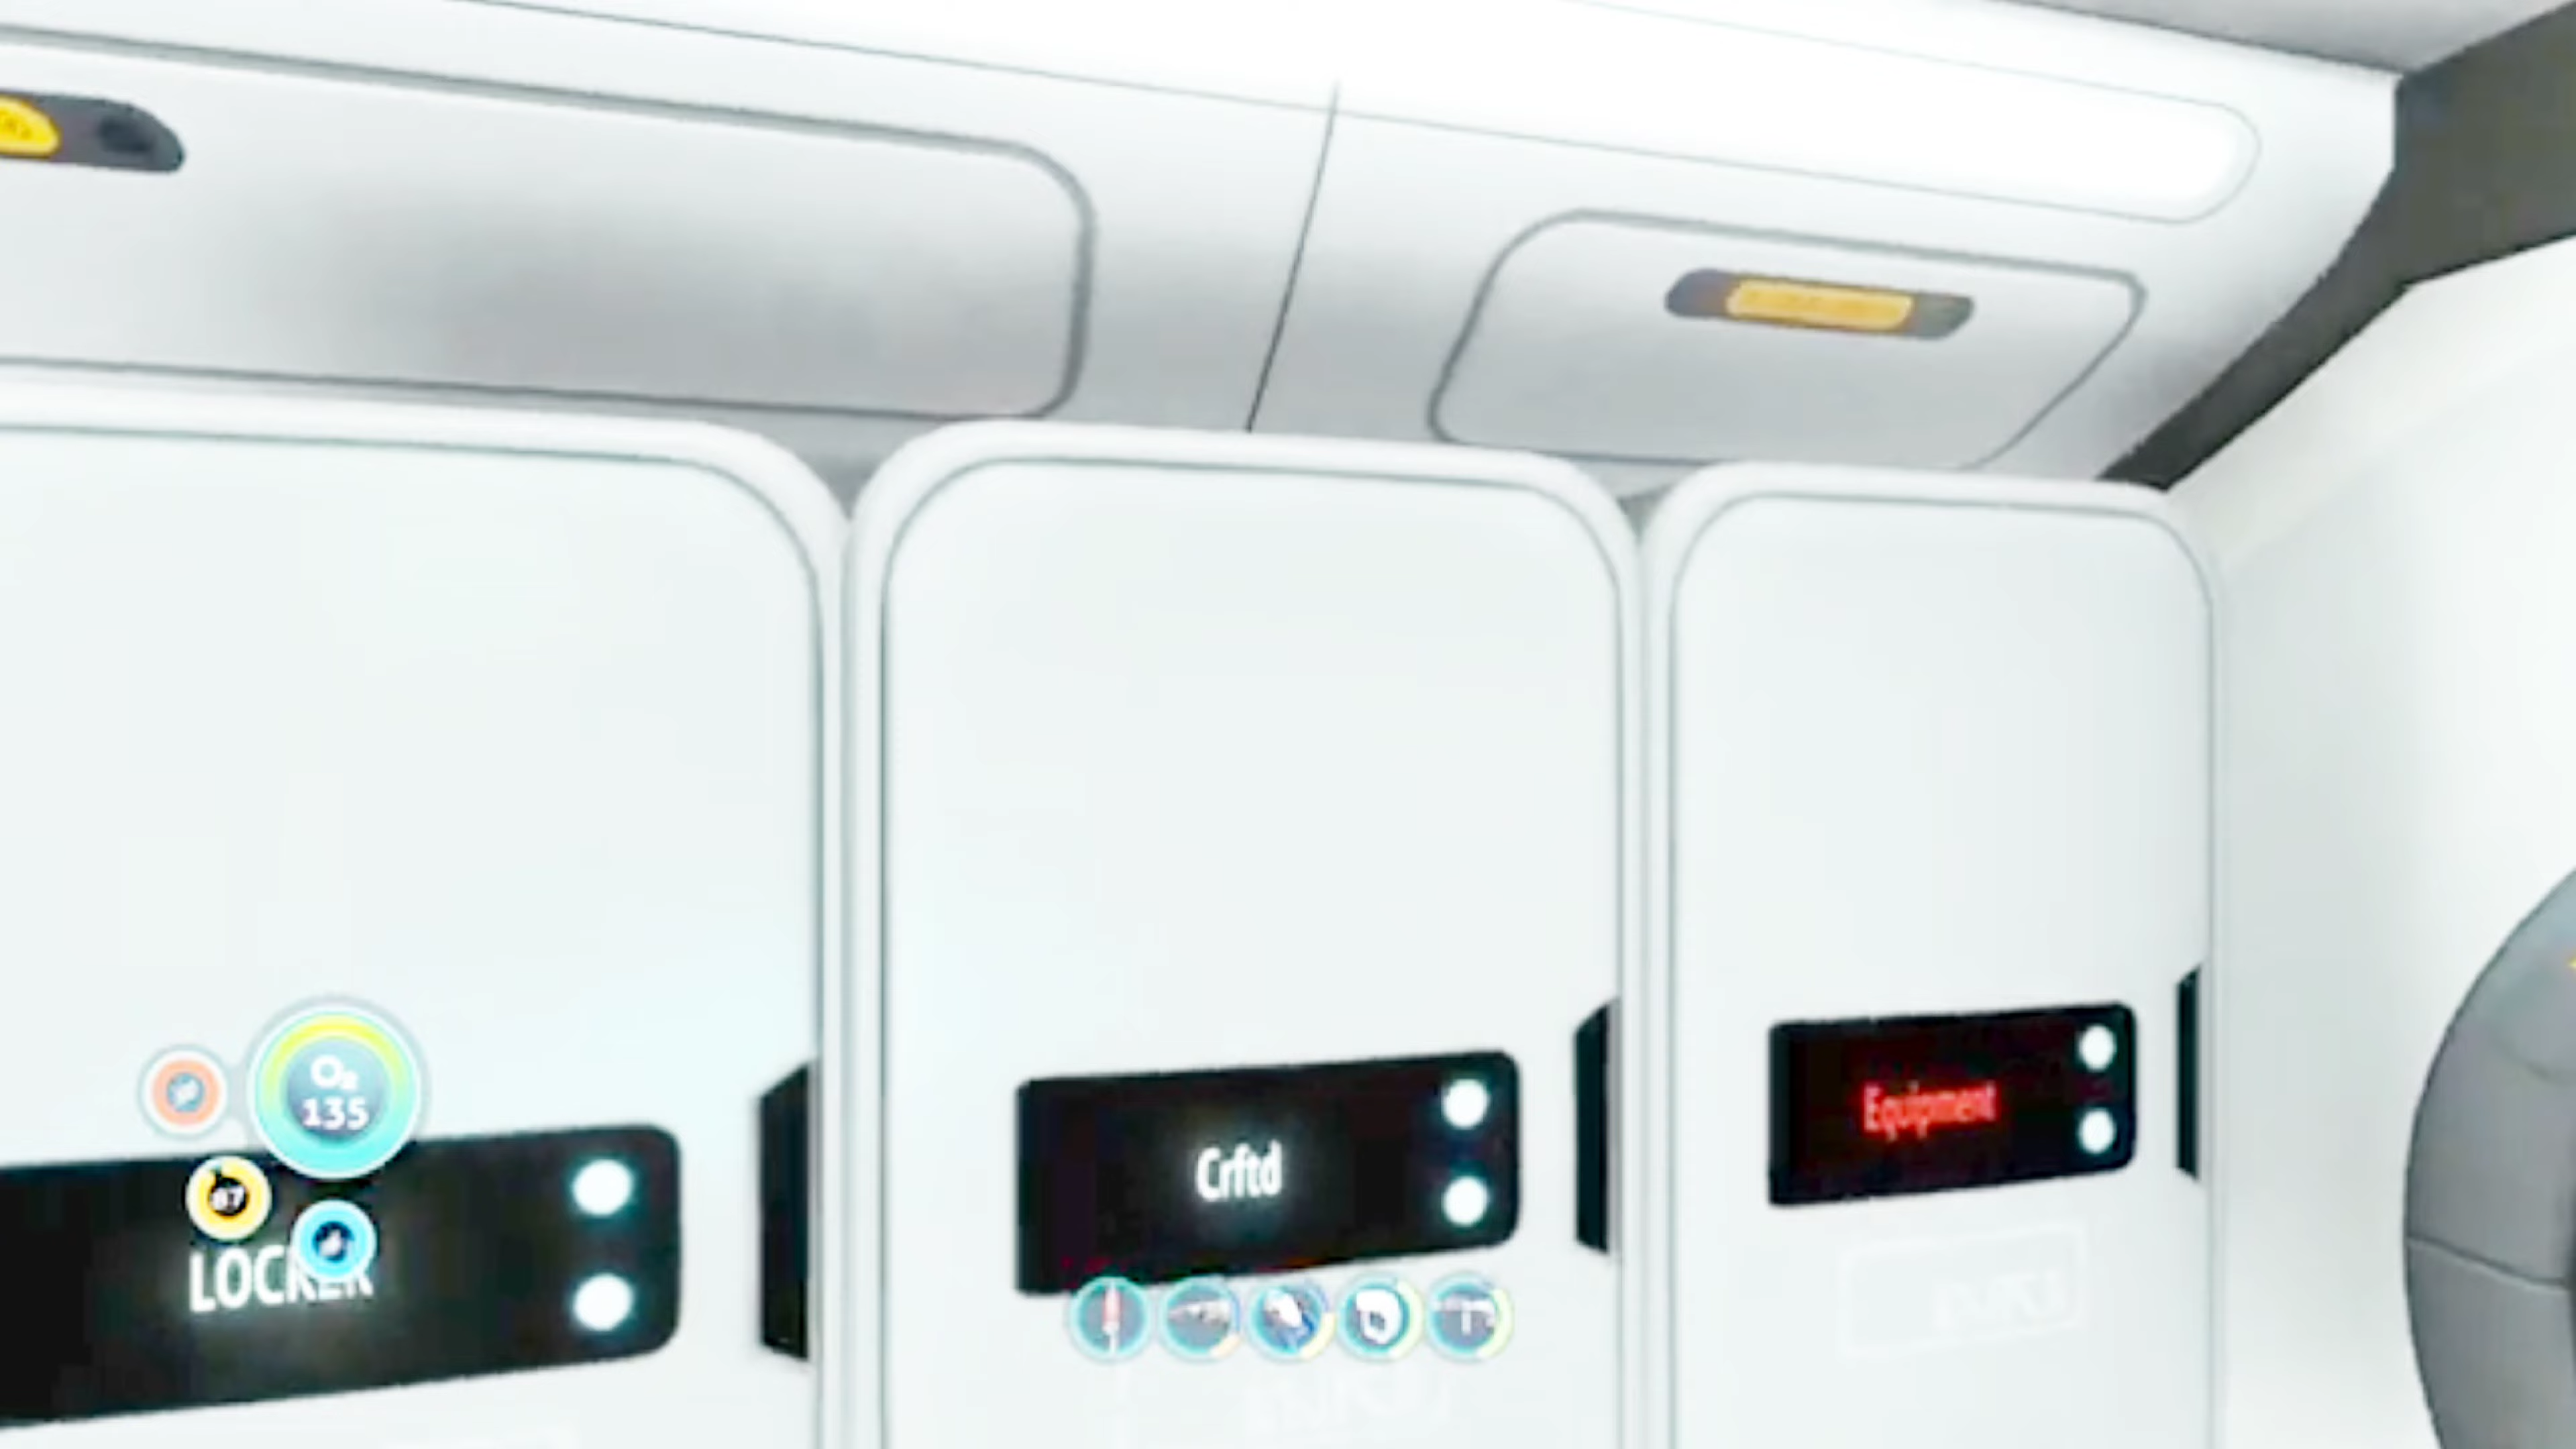 O₂
135
87
LOCKER
Crftd
Equipment